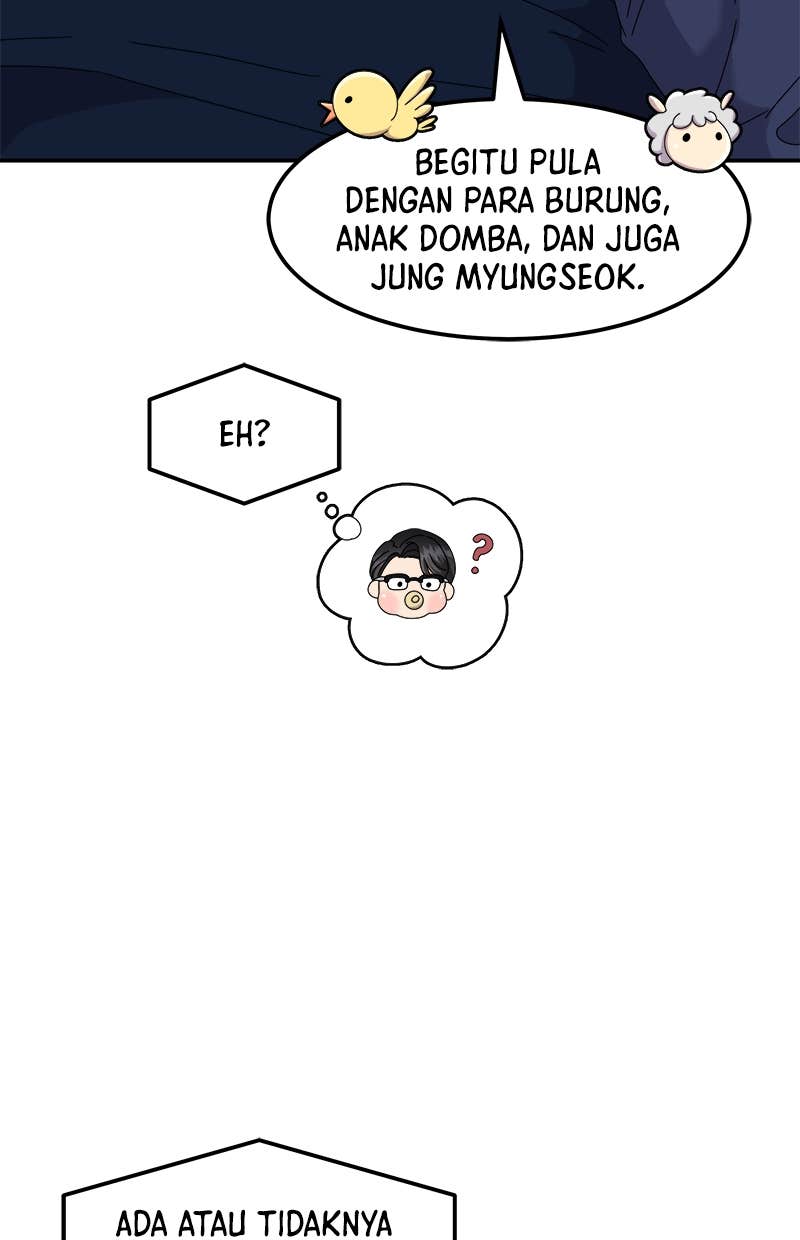 BEGITU PULA
DENGAN PARA BURUNG,
ANAK DOMBA, DAN JUGA
JUNG MYUNGSEOK.
EH?
?
ADA ATAU TIDAKNYA